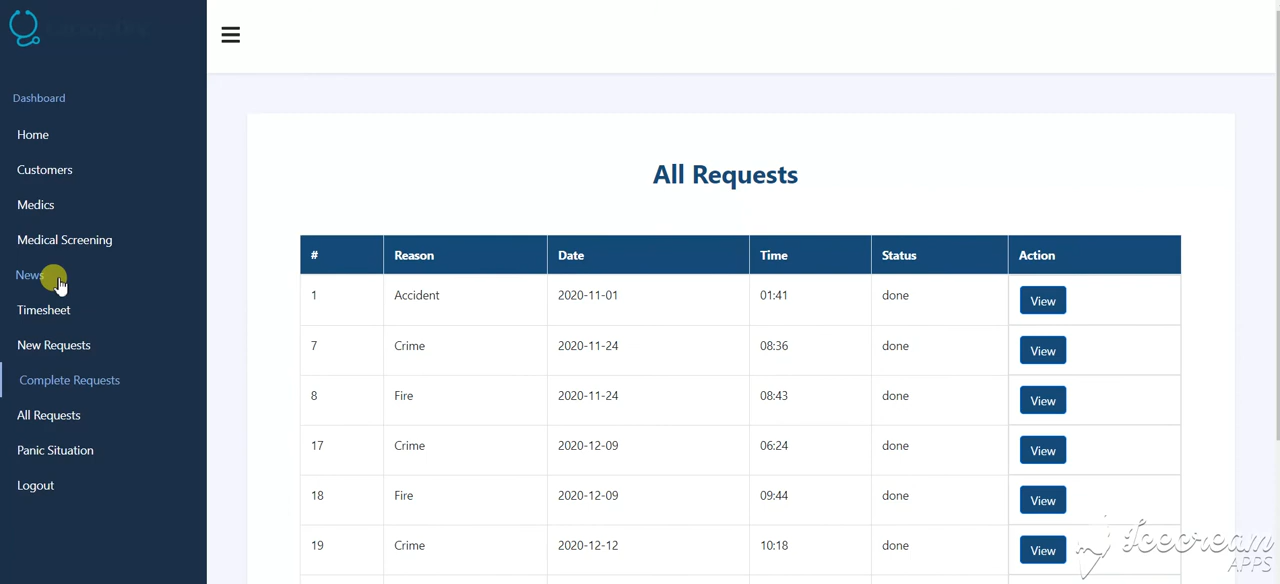 Dashboard
Home
Customers
Medics
Medical Screening
News
Timesheet
New Requests
Complete Requests
All Requests
Panic Situation
Logout
All Requests
# Reason Date Time Status Action
1 Accident 2020-11-01 01:41 done View
7 Crime 2020-11-24 08:36 done View
8 Fire 2020-11-24 08:43 done View
17 Crime 2020-12-09 06:24 done View
18 Fire 2020-12-09 09:44 done View
19 Crime 2020-12-12 10:18 done View
Icecream
APPS